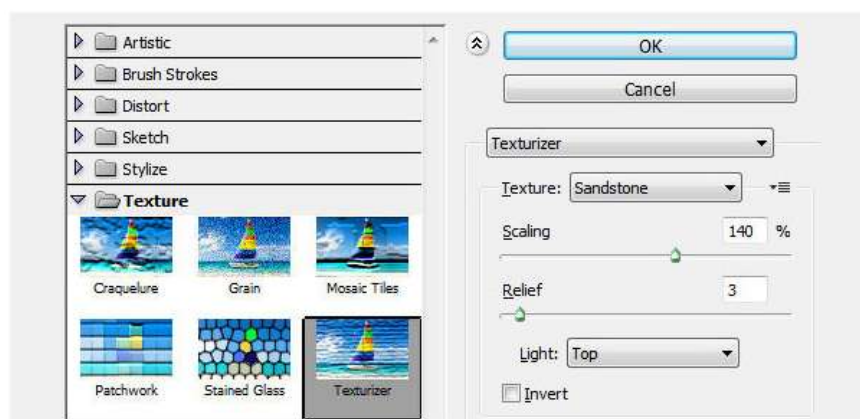 Artistic
Brush Strokes
Distort
Sketch
Stylize
Texture
Craquelure Grain Mosaic Tiles
Patchwork Stained Glass Texturizer
OK
Cancel
Texturizer
Texture: Sandstone
Scaling 140 %
Relief 3
Light: Top
Invert